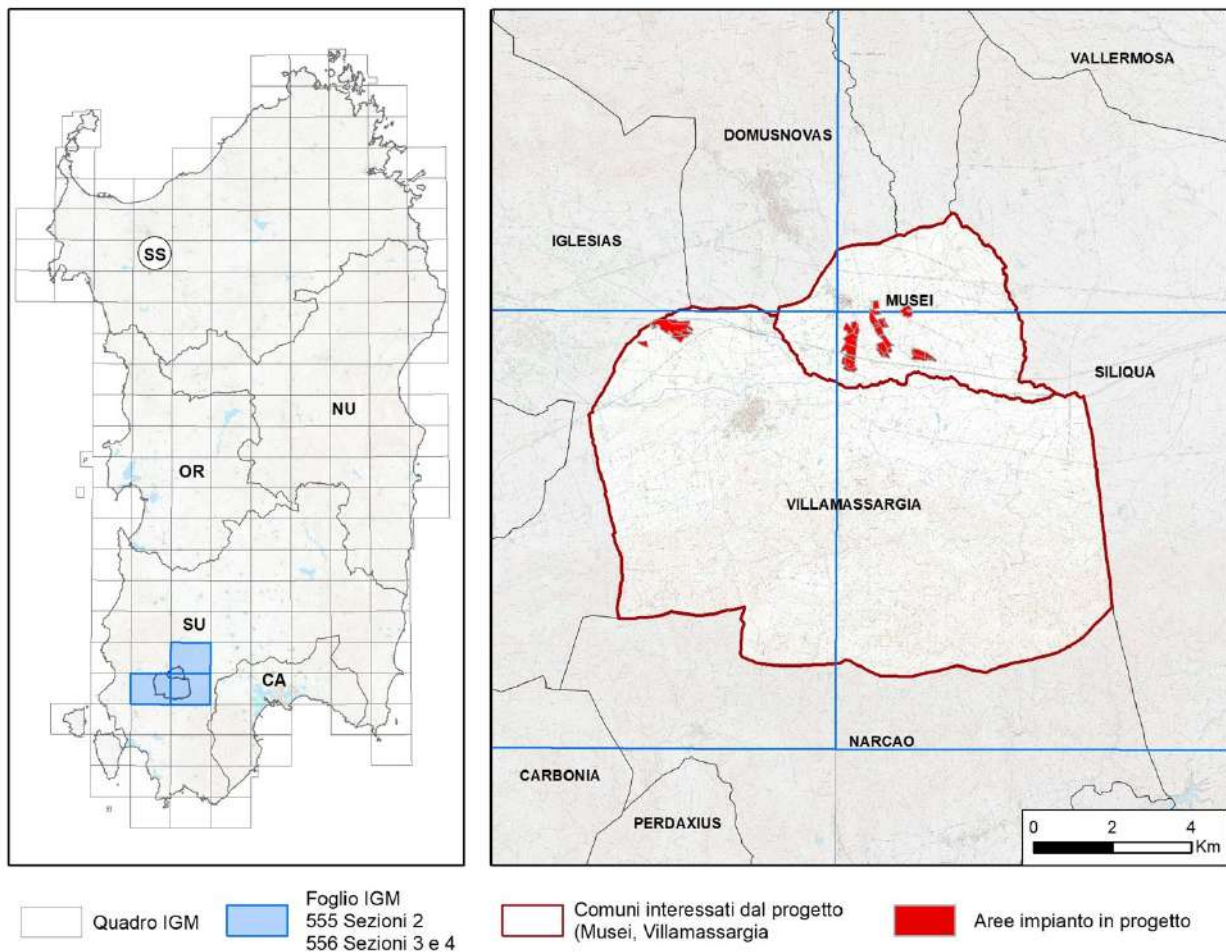 SS
NU
OR
SU
CA
VALLERMOSA
DOMUSNOVAS
IGLESIAS
MUSEI
SILIQUA
VILLAMASSARGIA
NARCAO
CARBONIA
PERDAXIUS
0 2 4
Km
Quadro IGM
Foglio IGM
555 Sezioni 2
556 Sezioni 3 e 4
Comuni interessati dal progetto
(Musei, Villamassargia
Aree impianto in progetto